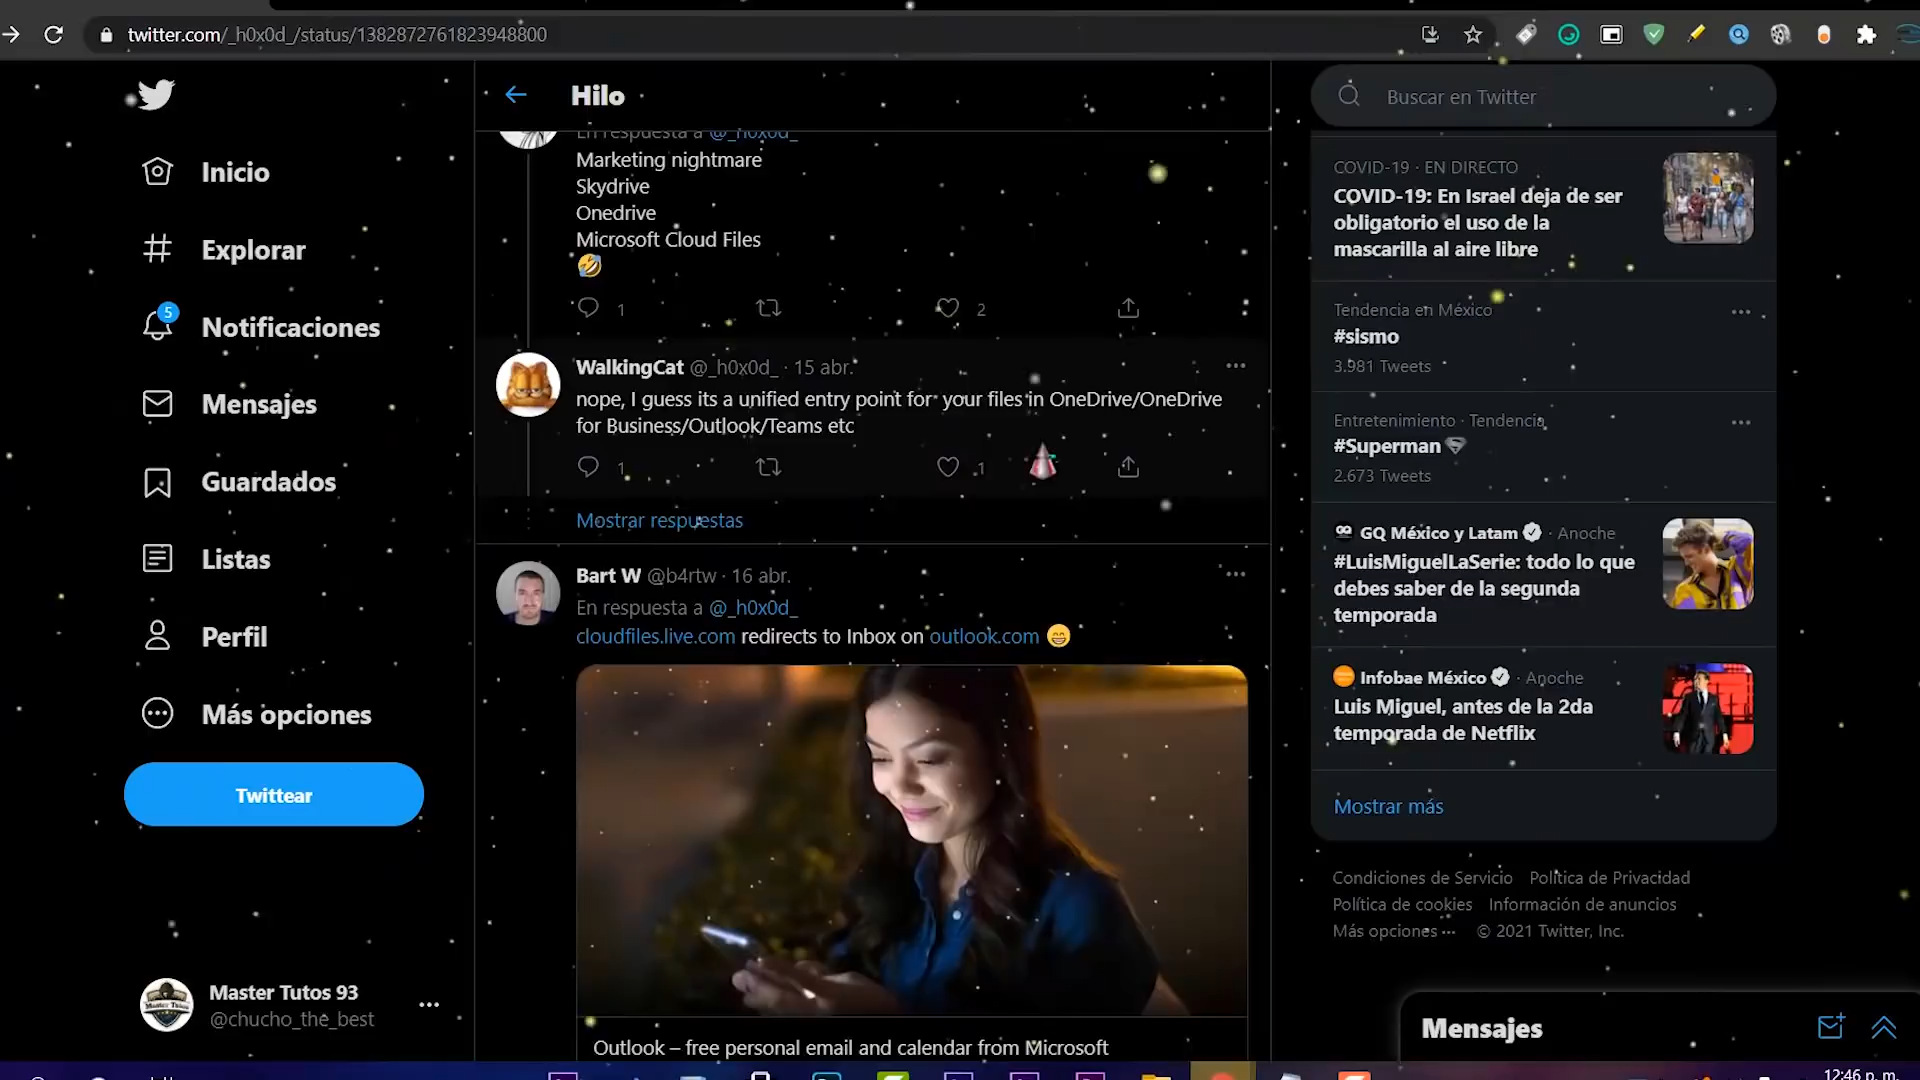 twitter.com/_h0x0d_/status/1382872761823948800
Inicio
Explorar
5
Notificaciones
Mensajes
Guardados
Listas
Perfil
Más opciones
Twittear
Master Tutos 93
@chucho_the_best
Hilo
En respuesta a @_h0x0d_
Marketing nightmare
Skydrive
Onedrive
Microsoft Cloud Files
1
2
WalkingCat @_h0x0d_ · 15 abr.
nope, I guess its a unified entry point for your files in OneDrive/OneDrive
for Business/Outlook/Teams etc
1
1
Mostrar respuestas
Bart W @b4rtw · 16 abr.
En respuesta a @_h0x0d_
cloudfiles.live.com redirects to Inbox on outlook.com
Outlook – free personal email and calendar from Microsoft
Buscar en Twitter
COVID-19 · EN DIRECTO
COVID-19: En Israel deja de ser
obligatorio el uso de la
mascarilla al aire libre
Tendencia en México
#sismo
3.981 Tweets
Entretenimiento · Tendencia
#Superman
2.673 Tweets
GQ México y Latam · Anoche
#LuisMiguelLaSerie: todo lo que
debes saber de la segunda
temporada
Infobae México · Anoche
Luis Miguel, antes de la 2da
temporada de Netflix
Mostrar más
Condiciones de Servicio Política de Privacidad
Política de cookies Información de anuncios
Más opciones ··· © 2021 Twitter, Inc.
Mensajes
12:46 p. m.